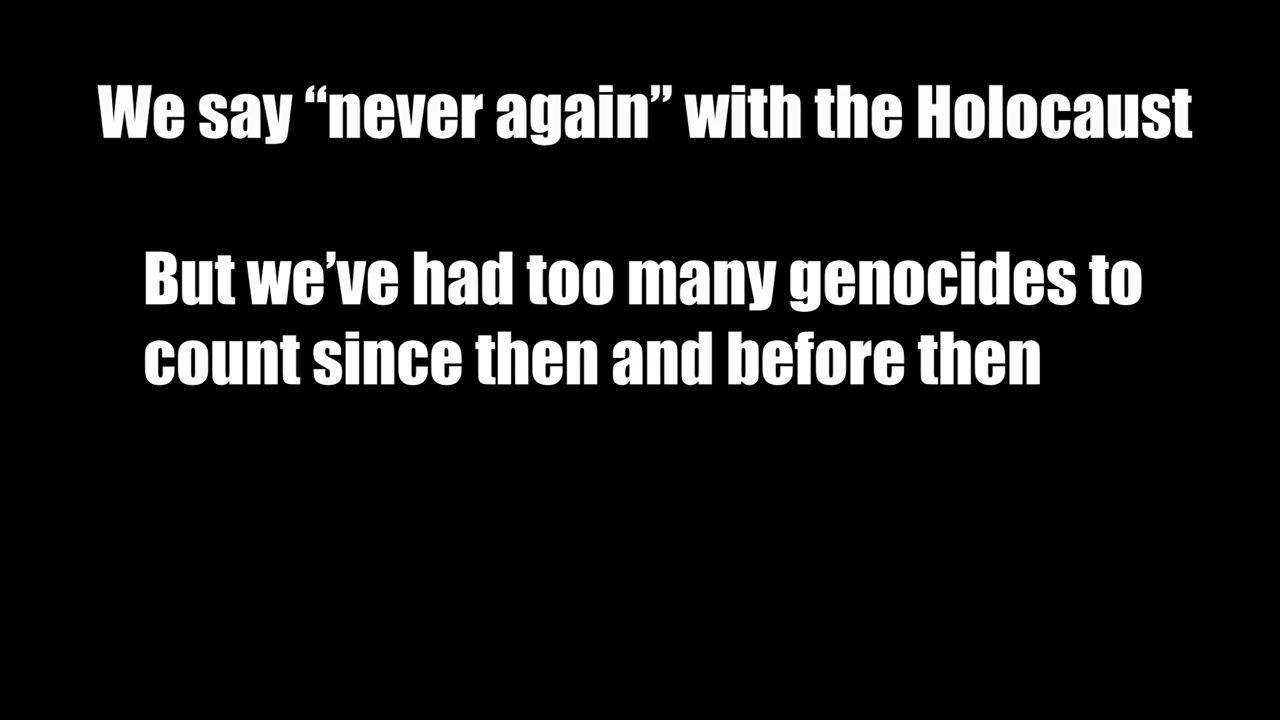 We say “never again” with the Holocaust
But we’ve had too many genocides to
count since then and before then